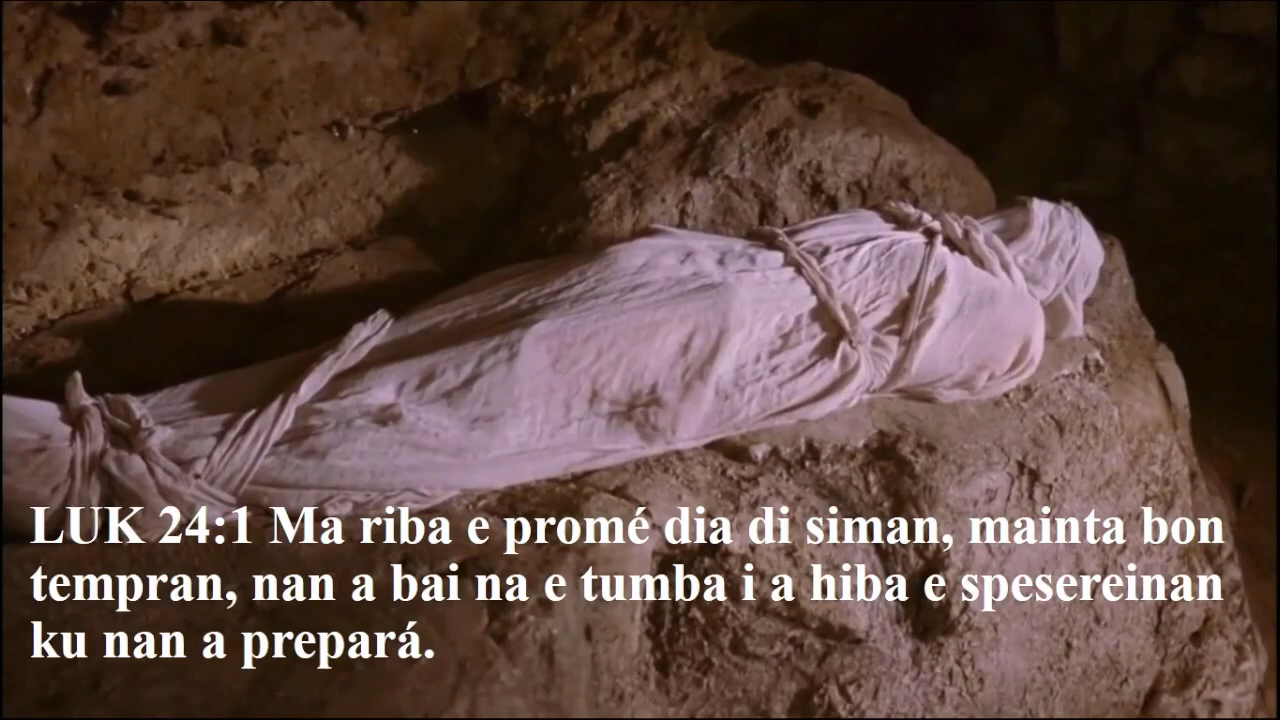 LUK 24:1 Ma riba e promé dia di siman, mainta bon
tempran, nan a bai na e tumba i a hiba e spesereinan
ku nan a prepará.